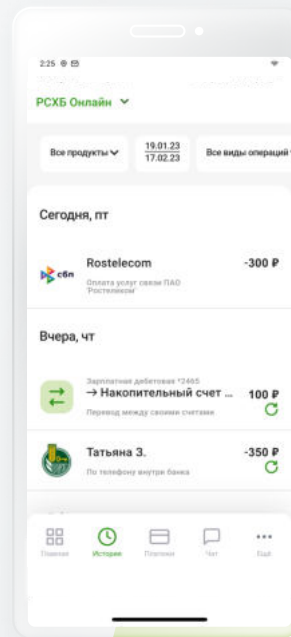 2:25
РСХБ Онлайн
Все продукты
19.01.23
17.02.23
Все виды операций
Сегодня, пт
сбп
Rostelecom
-300 ₽
Оплата услуг связи ПАО
'Ростелеком'
Вчера, чт
Зарплатная дебетовая *2465
→ Накопительный счет ...
100 ₽
Перевод между своими счетами
Татьяна З.
-350 ₽
По телефону внутри банка
Главная
История
Платежи
Чат
Ещё